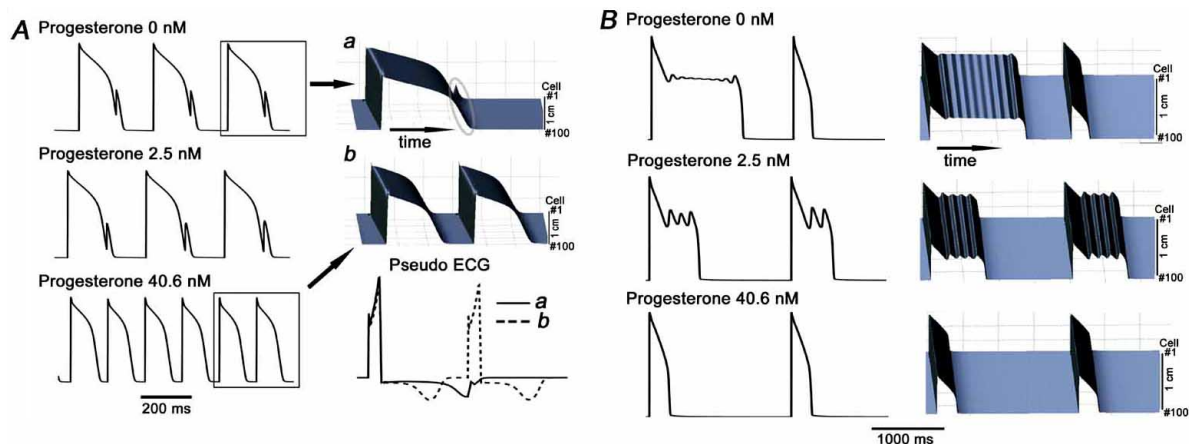 A
Progesterone 0 nM
a
Cell
#1
1 cm
#100
time
Progesterone 2.5 nM
b
Cell
#1
1 cm
#100
Pseudo ECG
a
b
Progesterone 40.6 nM
200 ms
B
Progesterone 0 nM
Cell
#1
1 cm
#100
time
Progesterone 2.5 nM
Cell
#1
1 cm
#100
Progesterone 40.6 nM
Cell
#1
1 cm
#100
1000 ms